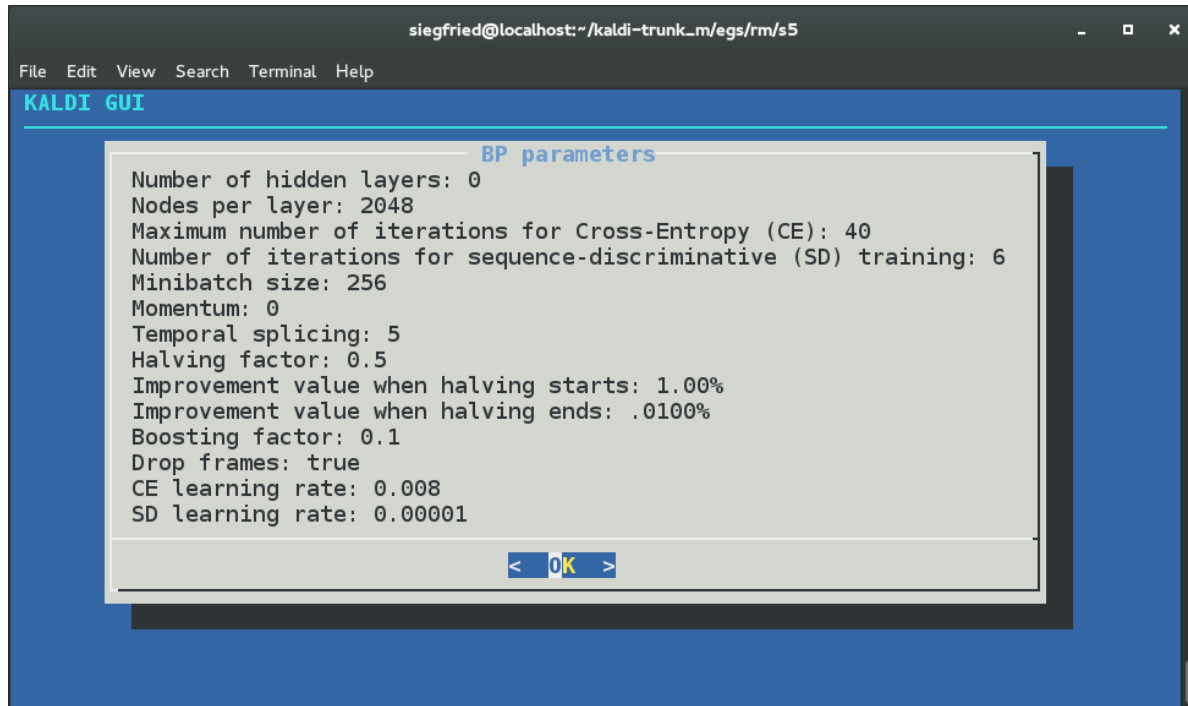 siegfried@localhost:~/kaldi-trunk_m/egs/rm/s5
File Edit View Search Terminal Help
KALDI GUI
BP parameters
Number of hidden layers: 0
Nodes per layer: 2048
Maximum number of iterations for Cross-Entropy (CE): 40
Number of iterations for sequence-discriminative (SD) training: 6
Minibatch size: 256
Momentum: 0
Temporal splicing: 5
Halving factor: 0.5
Improvement value when halving starts: 1.00%
Improvement value when halving ends: .0100%
Boosting factor: 0.1
Drop frames: true
CE learning rate: 0.008
SD learning rate: 0.00001
< OK >